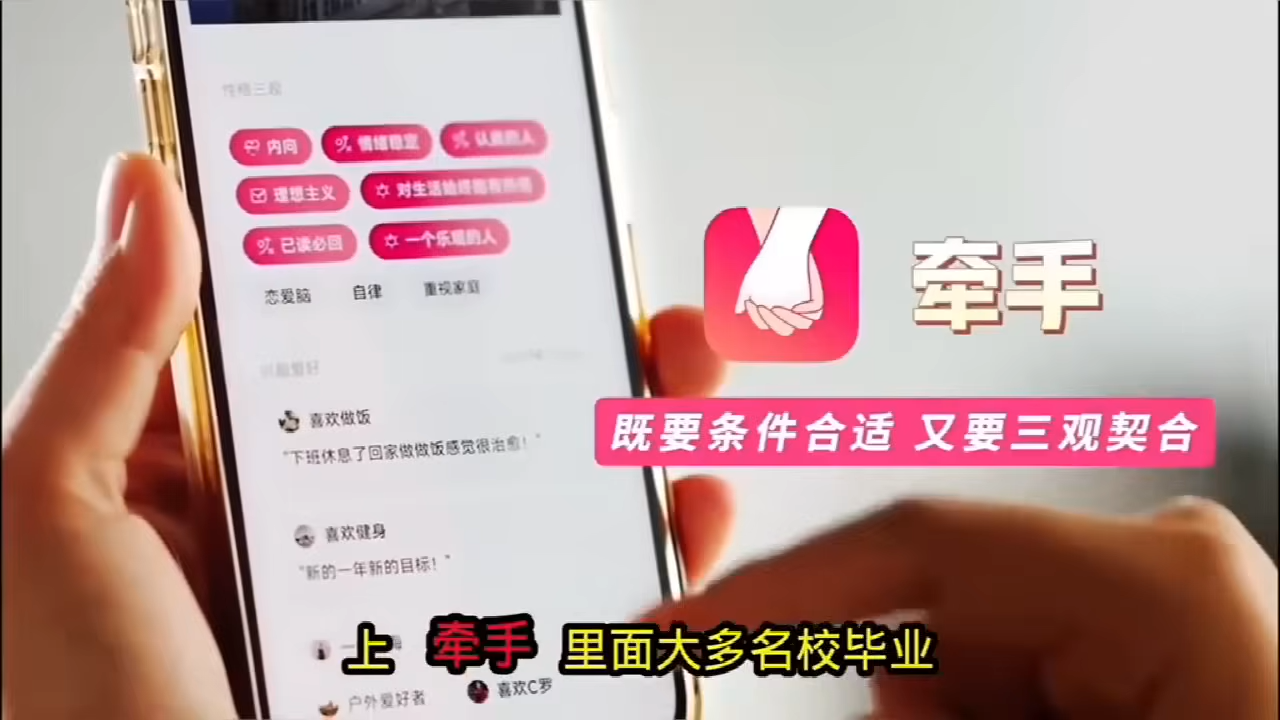 性格三观
内向 情绪稳定 认真的人
理想主义 对生活始终抱有热情
已读必回 一个乐观的人
恋爱脑 自律 重视家庭
兴趣爱好
喜欢做饭
"下班休息了回家做做饭感觉很治愈！"
喜欢健身
"新的一年新的目标！"
户外爱好者 喜欢C罗
牵手
既要条件合适 又要三观契合
上 牵手 里面大多名校毕业